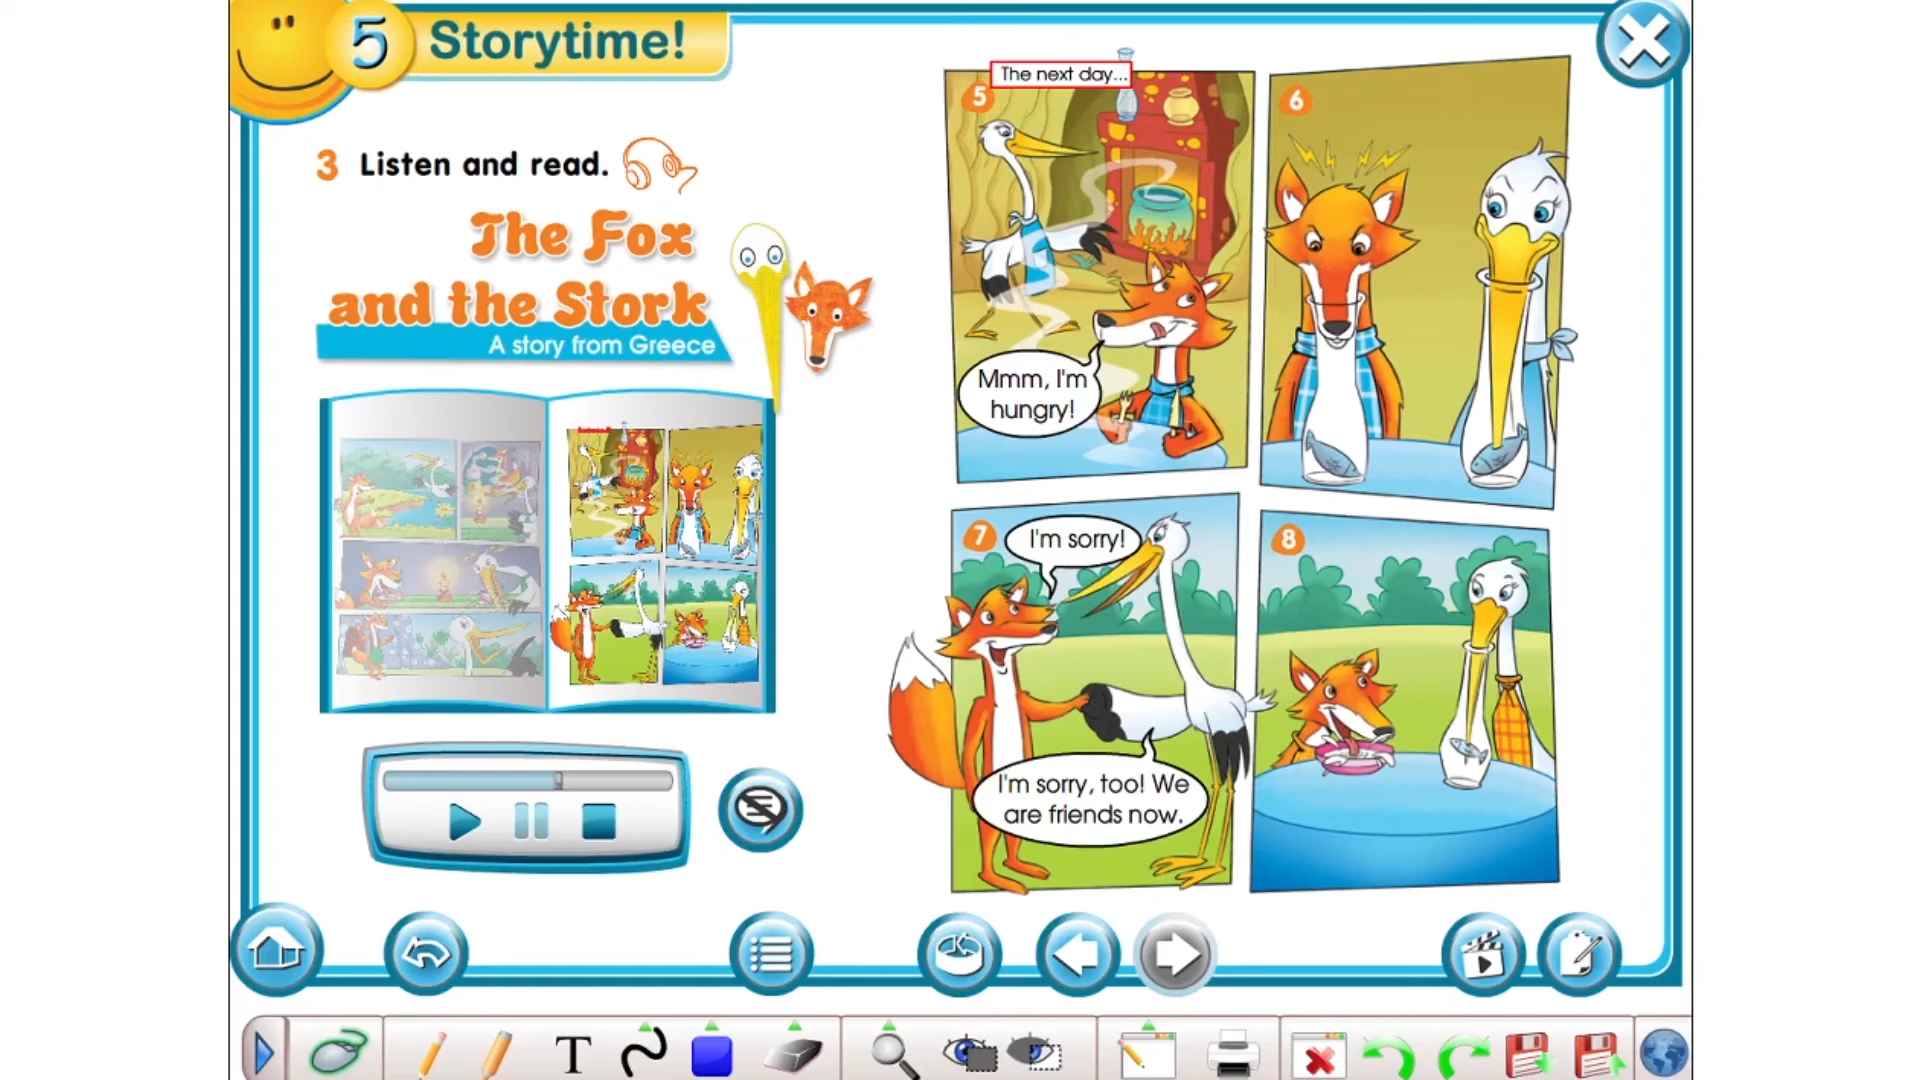 5 Storytime!
3 Listen and read.
The Fox
and the Stork
A story from Greece
The next day...
5
Mmm, I'm
hungry!
6
7
I'm sorry!
I'm sorry, too! We
are friends now.
8
T